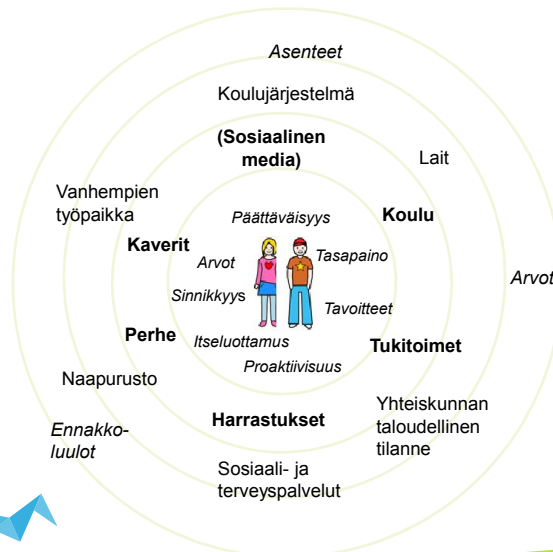 Asenteet
Koulujärjestelmä
(Sosiaalinen
media)
Lait
Vanhempien
työpaikka
Päättäväisyys
Koulu
Kaverit
Arvot
Tasapaino
Arvot
Sinnikkyys
Tavoitteet
Perhe
Itseluottamus
Tukitoimet
Proaktiivisuus
Naapurusto
Harrastukset
Yhteiskunnan
taloudellinen
tilanne
Ennakko-
luulot
Sosiaali- ja
terveyspalvelut